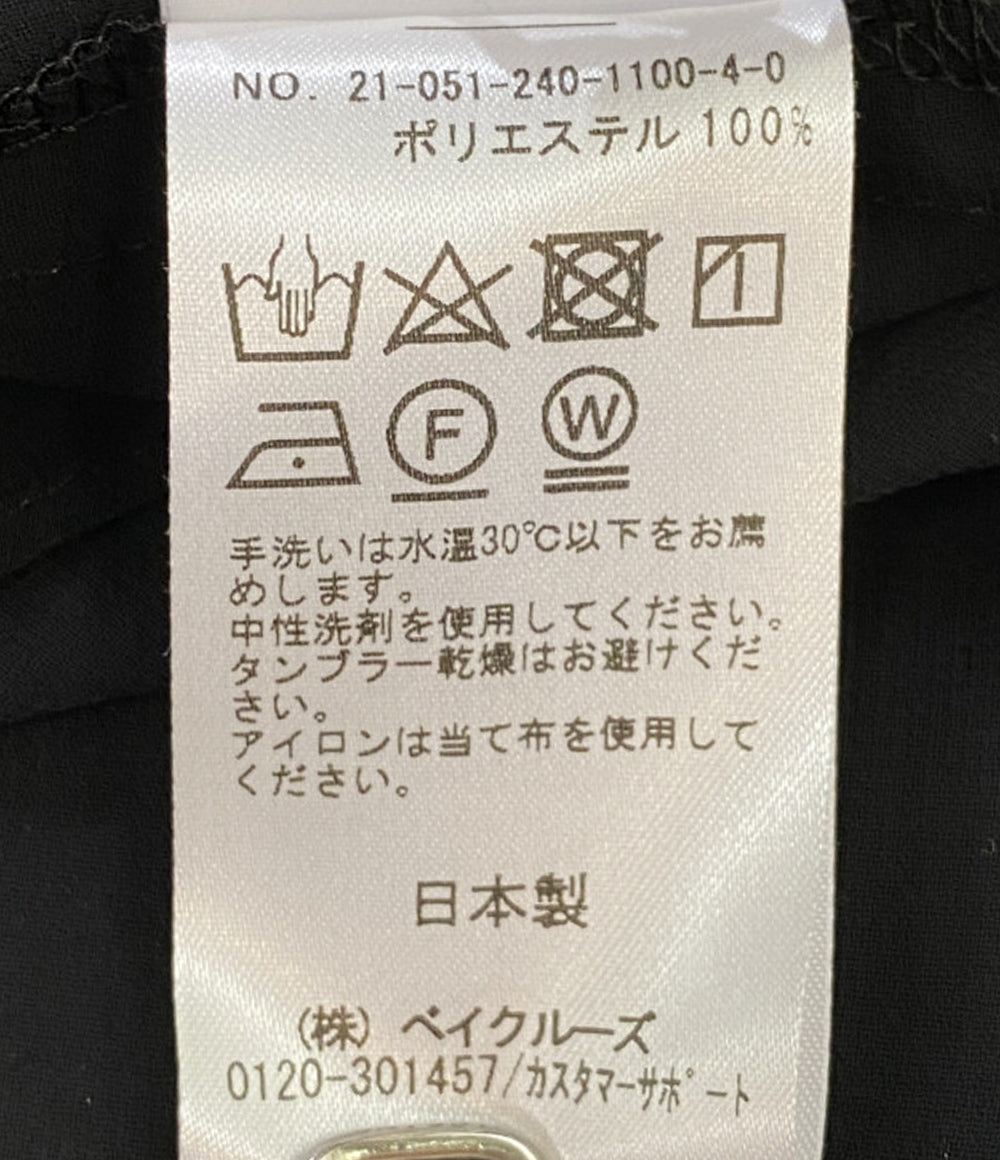 NO. 21-051-240-1100-4-0
ポリエステル 100%
F
W
手洗いは水温30℃以下をお薦
めします。
中性洗剤を使用してください。
タンブラー乾燥はお避けくだ
さい。
アイロンは当て布を使用して
ください。
日本製
(株) ベイクルーズ
0120-301457/カスタマーサポート